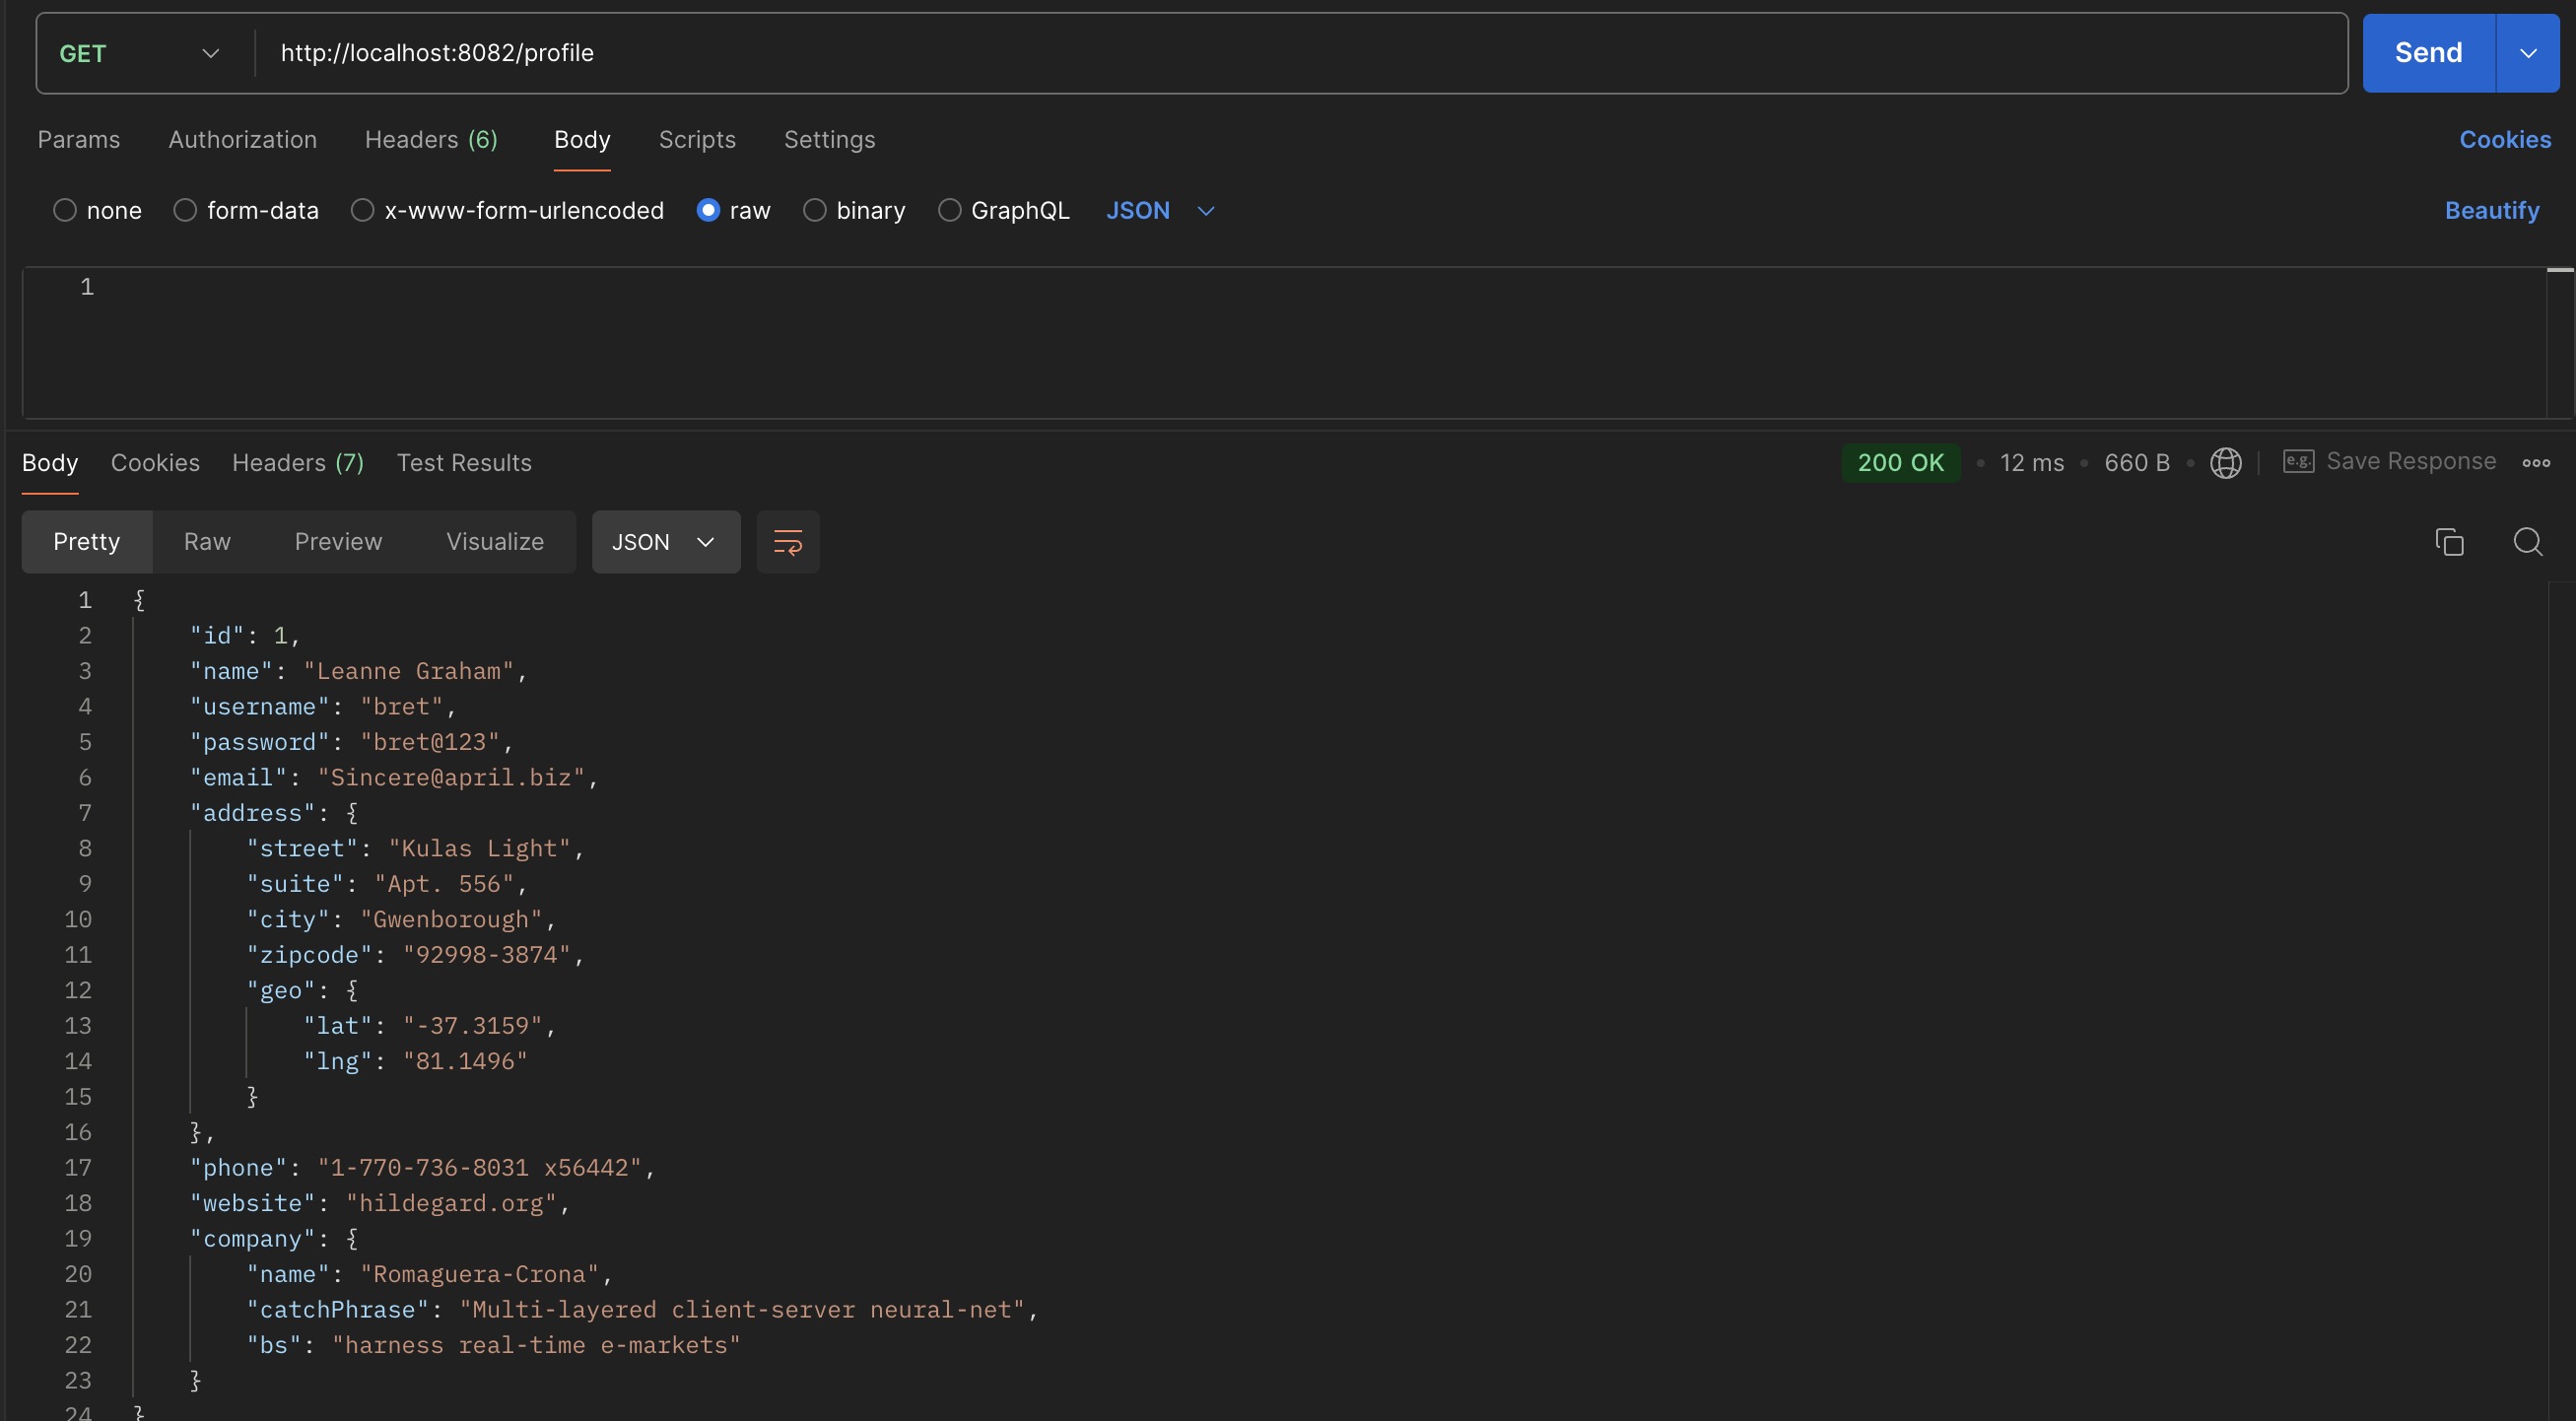 GET http://localhost:8082/profile Send
Params Authorization Headers (6) Body Scripts Settings Cookies
none form-data x-www-form-urlencoded raw binary GraphQL JSON Beautify
1
Body Cookies Headers (7) Test Results 200 OK • 12 ms • 660 B • e.g. Save Response
Pretty Raw Preview Visualize JSON
1 {
2 "id": 1,
3 "name": "Leanne Graham",
4 "username": "bret",
5 "password": "bret@123",
6 "email": "Sincere@april.biz",
7 "address": {
8 "street": "Kulas Light",
9 "suite": "Apt. 556",
10 "city": "Gwenborough",
11 "zipcode": "92998-3874",
12 "geo": {
13 "lat": "-37.3159",
14 "lng": "81.1496"
15 }
16 },
17 "phone": "1-770-736-8031 x56442",
18 "website": "hildegard.org",
19 "company": {
20 "name": "Romaguera-Crona",
21 "catchPhrase": "Multi-layered client-server neural-net",
22 "bs": "harness real-time e-markets"
23 }
24 }